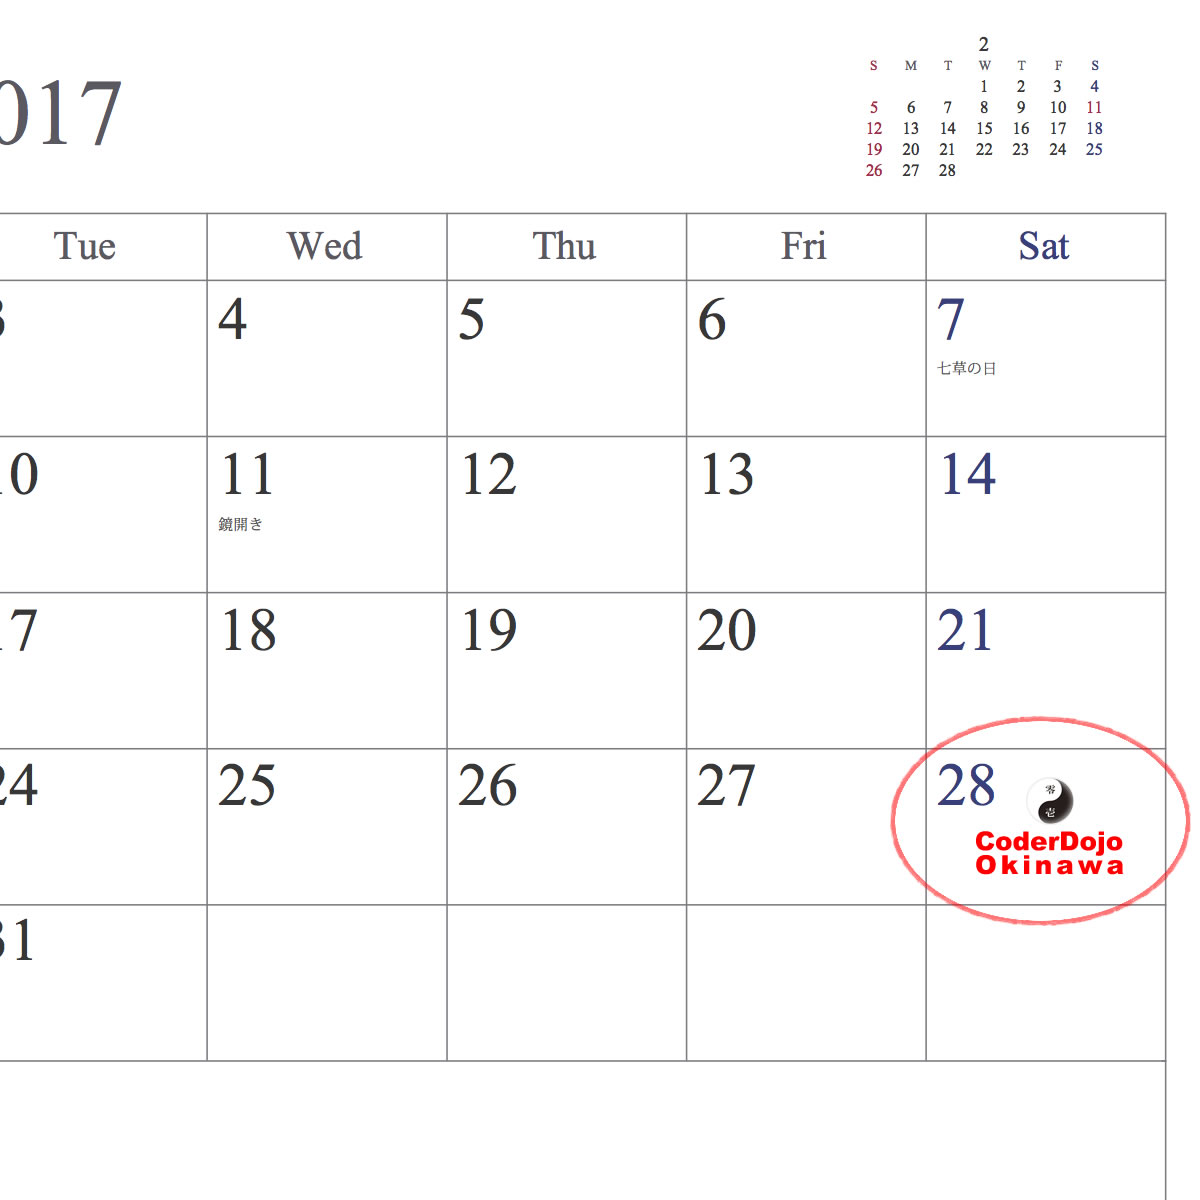 017
2
S M T W T F S
1 2 3 4
5 6 7 8 9 10 11
12 13 14 15 16 17 18
19 20 21 22 23 24 25
26 27 28
Tue Wed Thu Fri Sat
3 4 5 6 7
七草の日
10 11 12 13 14
鏡開き
17 18 19 20 21
24 25 26 27 28
零
壱
CoderDojo
Okinawa
31